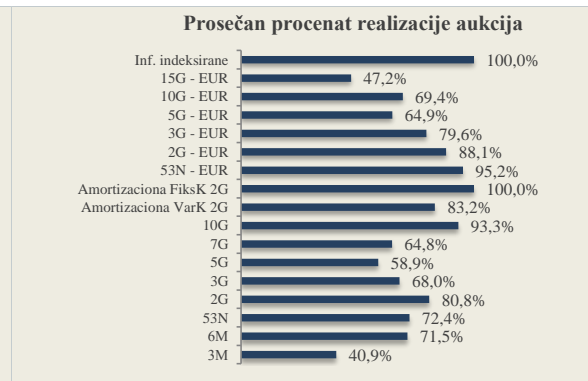 Prosečan procenat realizacije aukcija
Inf. indeksirane 100,0%
15G - EUR 47,2%
10G - EUR 69,4%
5G - EUR 64,9%
3G - EUR 79,6%
2G - EUR 88,1%
53N - EUR 95,2%
Amortizaciona FiksK 2G 100,0%
Amortizaciona VarK 2G 83,2%
10G 93,3%
7G 64,8%
5G 58,9%
3G 68,0%
2G 80,8%
53N 72,4%
6M 71,5%
3M 40,9%